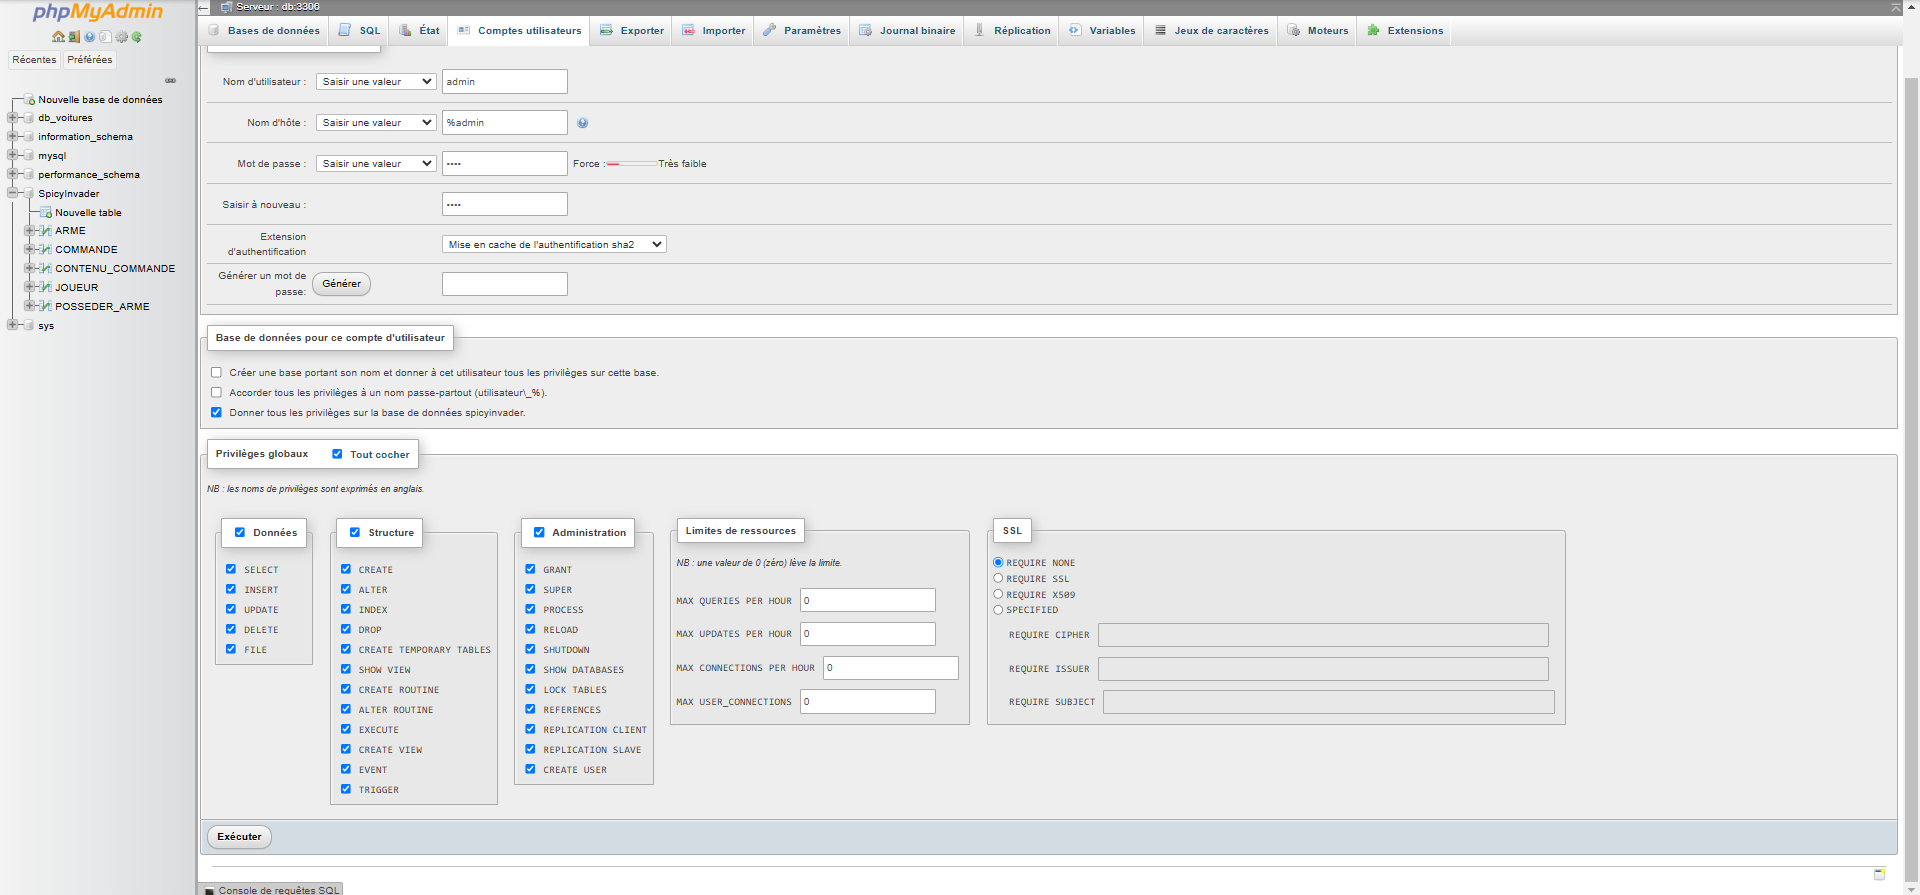 phpMyAdmin
Récentes Préférées
Nouvelle base de données
db_voitures
information_schema
mysql
performance_schema
SpicyInvader
Nouvelle table
ARME
COMMANDE
CONTENU_COMMANDE
JOUEUR
POSSEDER_ARME
sys
Serveur : db:3306
Bases de données SQL État Comptes utilisateurs Exporter Importer Paramètres Journal binaire Réplication Variables Jeux de caractères Moteurs Extensions
Nom d'utilisateur : Saisir une valeur admin
Nom d'hôte : Saisir une valeur %admin
Mot de passe : Saisir une valeur •••• Force : Très faible
Saisir à nouveau : ••••
Extension
d'authentification
Mise en cache de l'authentification sha2
Générer un mot de
passe: Générer
Base de données pour ce compte d'utilisateur
Créer une base portant son nom et donner à cet utilisateur tous les privilèges sur cette base.
Accorder tous les privilèges à un nom passe-partout (utilisateur\_%).
Donner tous les privilèges sur la base de données spicyinvader.
Privilèges globaux Tout cocher
NB : les noms de privilèges sont exprimés en anglais.
Données
SELECT
INSERT
UPDATE
DELETE
FILE
Structure
CREATE
ALTER
INDEX
DROP
CREATE TEMPORARY TABLES
SHOW VIEW
CREATE ROUTINE
ALTER ROUTINE
EXECUTE
CREATE VIEW
EVENT
TRIGGER
Administration
GRANT
SUPER
PROCESS
RELOAD
SHUTDOWN
SHOW DATABASES
LOCK TABLES
REFERENCES
REPLICATION CLIENT
REPLICATION SLAVE
CREATE USER
Limites de ressources
NB : une valeur de 0 (zéro) lève la limite.
MAX QUERIES PER HOUR 0
MAX UPDATES PER HOUR 0
MAX CONNECTIONS PER HOUR 0
MAX USER_CONNECTIONS 0
SSL
REQUIRE NONE
REQUIRE SSL
REQUIRE X509
SPECIFIED
REQUIRE CIPHER
REQUIRE ISSUER
REQUIRE SUBJECT
Exécuter
Console de requêtes SQL